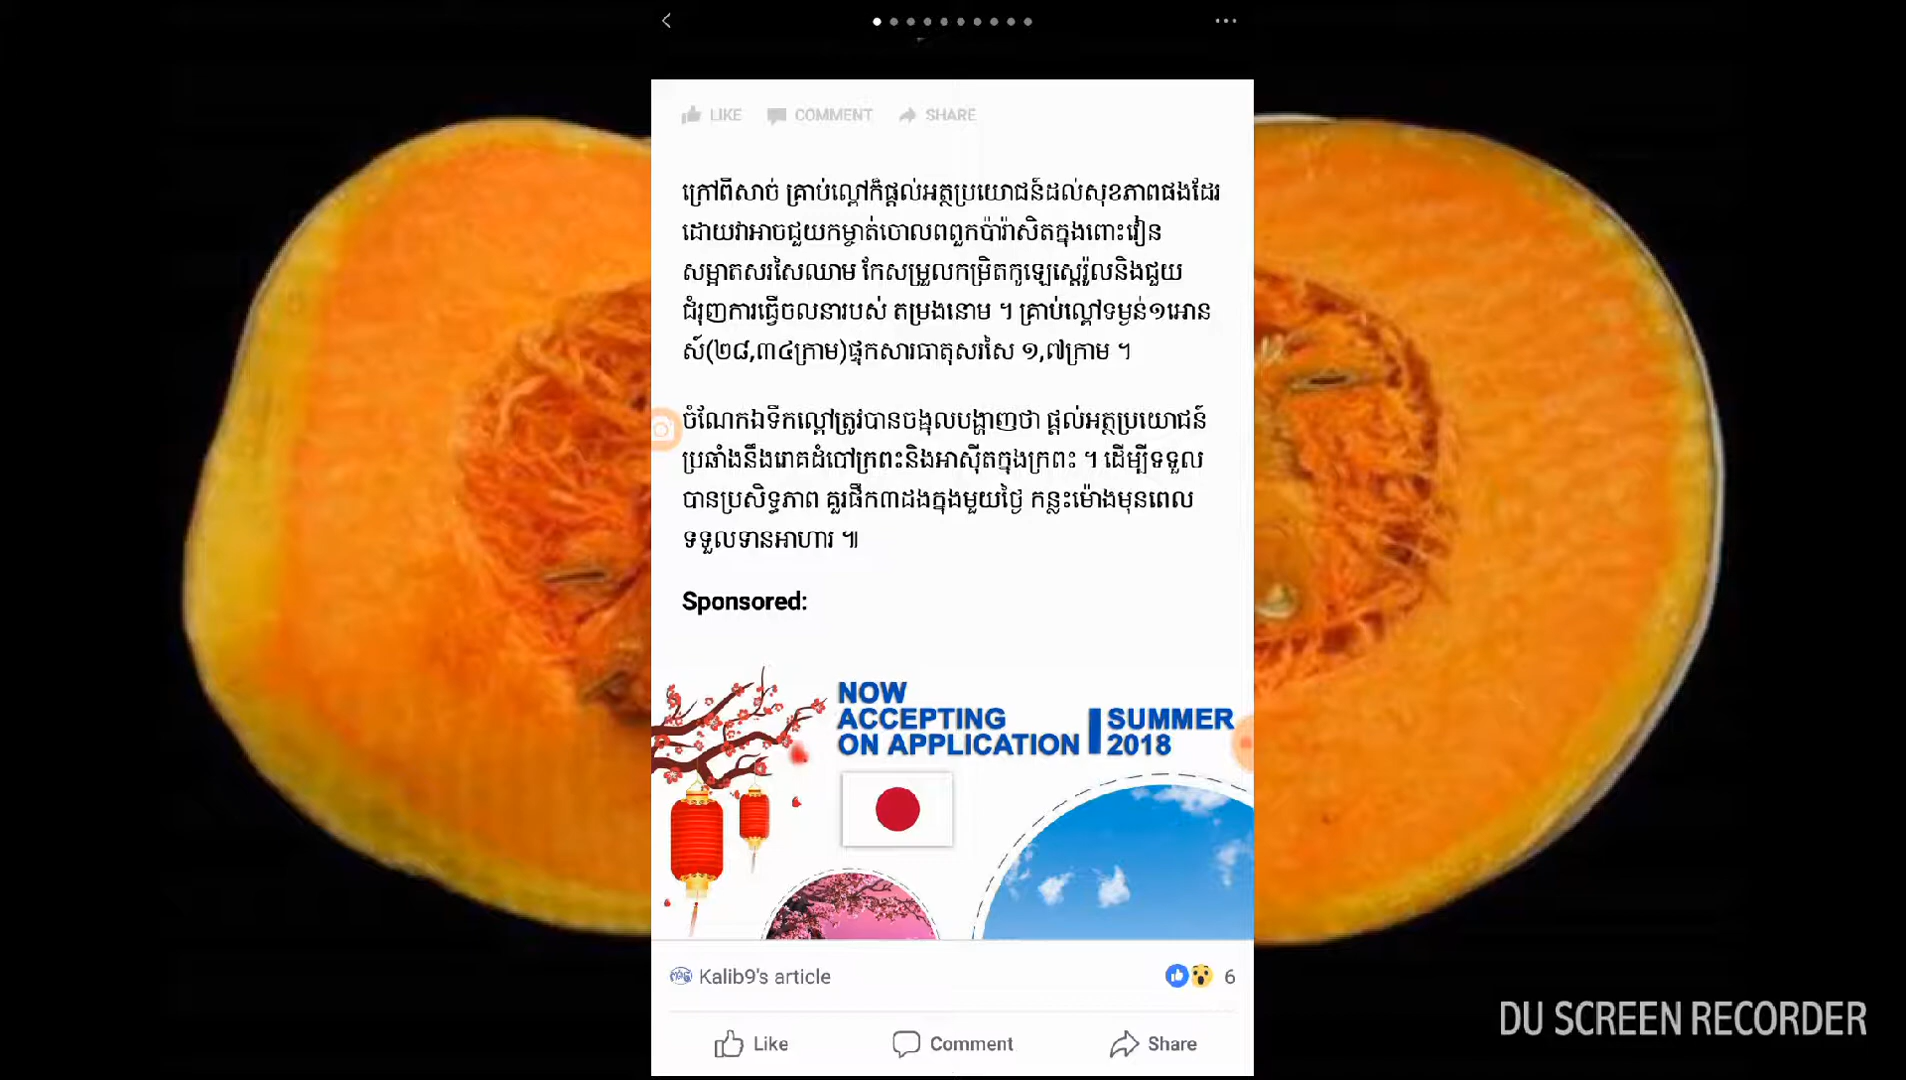 LIKE COMMENT SHARE
ក្រៅពីសាច់ គ្រាប់ល្ពៅក៏ផ្តល់អត្ថប្រយោជន៍ដល់សុខភាពផងដែរ
ដោយវាអាចជួយកម្ចាត់ចោលពពួកប៉ារ៉ាសិតក្នុងពោះវៀន
សម្អាតសរសៃឈាម កែសម្រួលកម្រិតកូឡេស្តេរ៉ូលនិងជួយ
ជំរុញការធ្វើចលនារបស់ តម្រងនោម ។ គ្រាប់ល្ពៅទម្ងន់១អោន
ស៍(២៨,៣៤ក្រាម)ផ្ទុកសារធាតុសរសៃ ១,៧ក្រាម ។
ចំណែកឯទឹកល្ពៅត្រូវបានចង្អុលបង្ហាញថា ផ្តល់អត្ថប្រយោជន៍
ប្រឆាំងនឹងរោគដំបៅក្រពះនិងអាស៊ីតក្នុងក្រពះ ។ ដើម្បីទទួល
បានប្រសិទ្ធភាព គួរផឹក៣ដងក្នុងមួយថ្ងៃ កន្លះម៉ោងមុនពេល
ទទួលទានអាហារ ៕
Sponsored:
NOW
ACCEPTING
ON APPLICATION
SUMMER
2018
Kalib9's article 6
Like Comment Share
DU SCREEN RECORDER